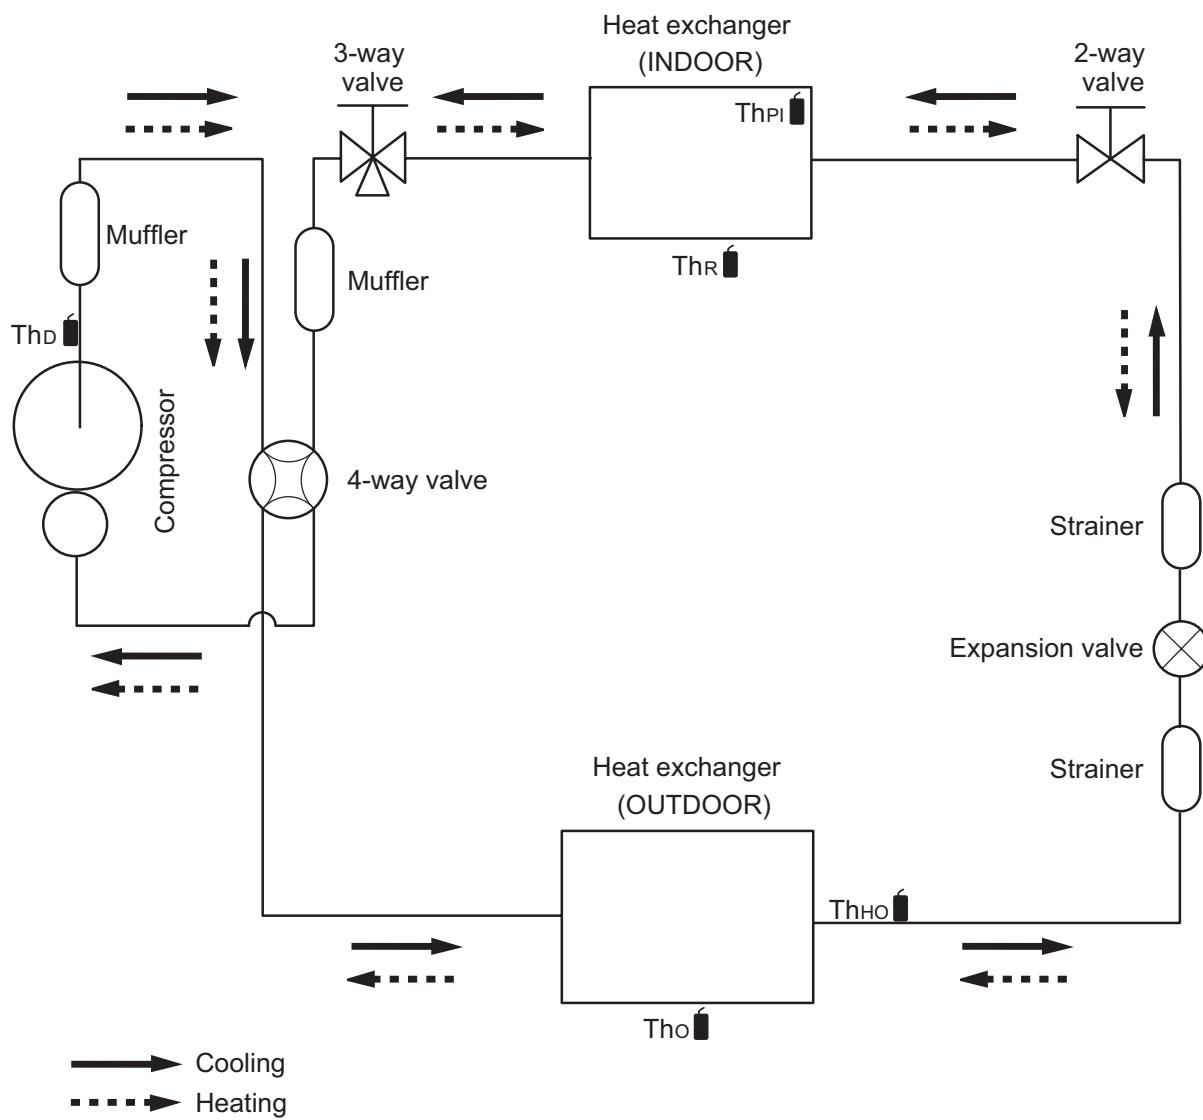 Heat exchanger
(INDOOR)
3-way
valve
2-way
valve
ThPI
Muffler
ThR
Muffler
ThD
Compressor
4-way valve
Strainer
Expansion valve
Strainer
Heat exchanger
(OUTDOOR)
ThHO
ThO
Cooling
Heating